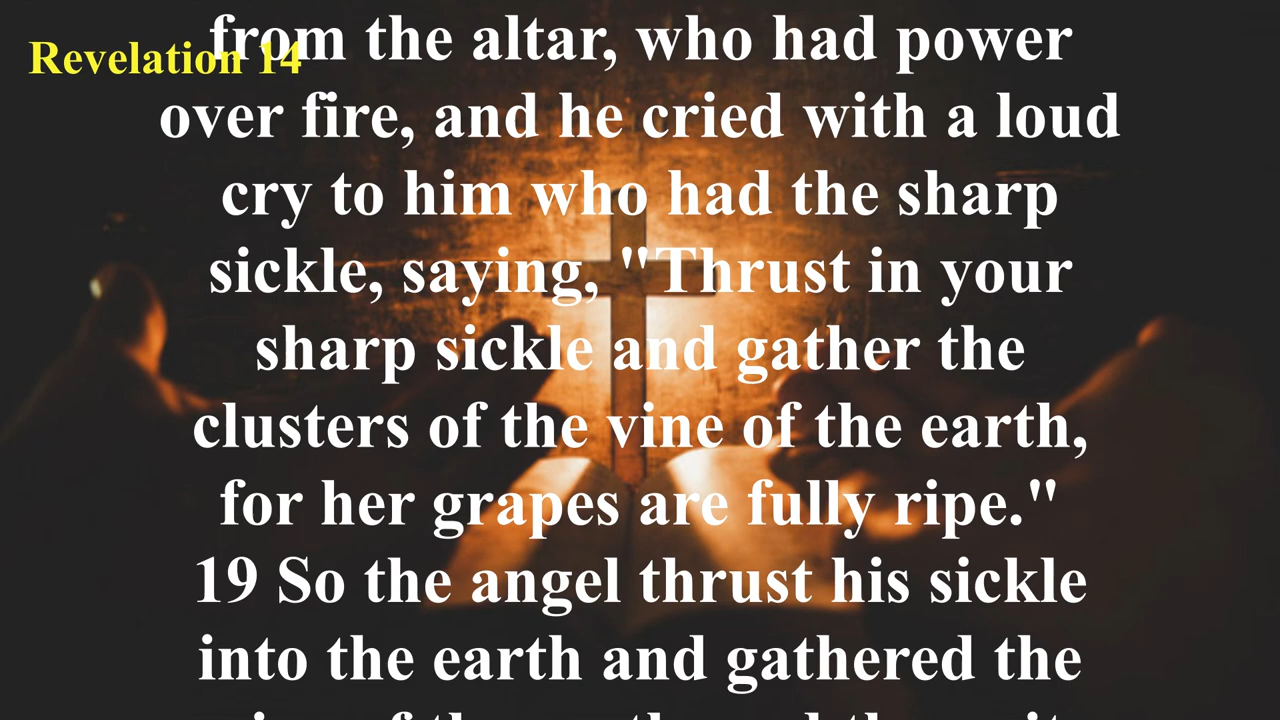 Revelation 14
from the altar, who had power
over fire, and he cried with a loud
cry to him who had the sharp
sickle, saying, "Thrust in your
sharp sickle and gather the
clusters of the vine of the earth,
for her grapes are fully ripe."
19 So the angel thrust his sickle
into the earth and gathered the